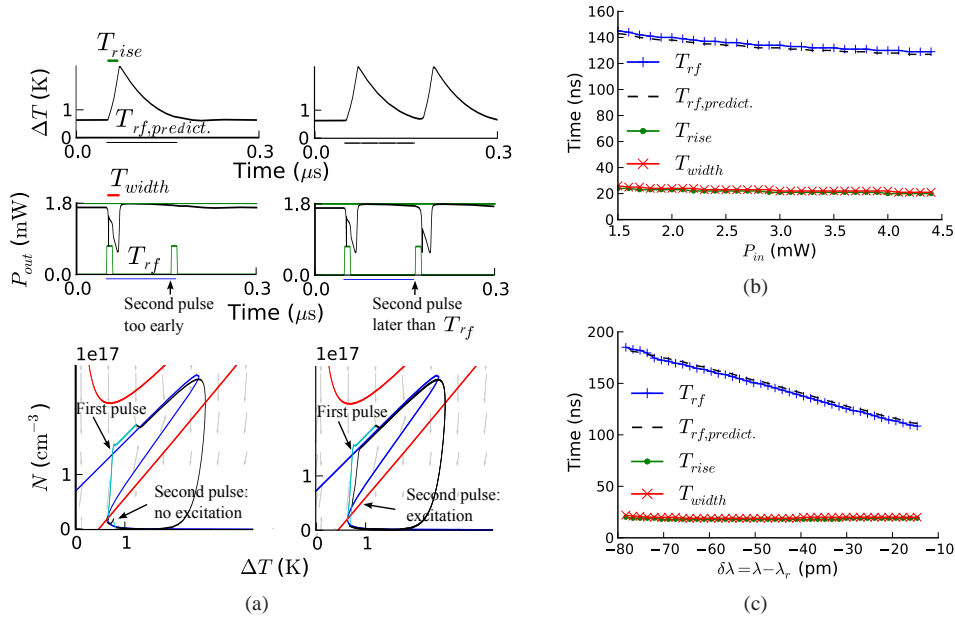 T_rise
ΔT (K)
1
0
T_rf,predict.
0.0 0.3 0.0 0.3
Time (μs)
T_width
P_out (mW)
1.8 1.8
0.0 0.0
T_rf
0.0 0.3 0.0 0.3
Time (μs)
Second pulse
too early
Second pulse
later than T_rf
1e17 1e17
N (cm⁻³)
First pulse
First pulse
1 1
Second pulse:
no excitation
Second pulse:
excitation
0 0
0 1 0 1
ΔT (K)
(a)
160
140
120
100
80
60
40
20
0
Time (ns)
T_rf
T_rf,predict.
T_rise
T_width
1.5 2.0 2.5 3.0 3.5 4.0 4.5
P_in (mW)
(b)
200
150
100
50
0
Time (ns)
T_rf
T_rf,predict.
T_rise
T_width
−80 −70 −60 −50 −40 −30 −20 −10
δλ=λ−λ_r (pm)
(c)